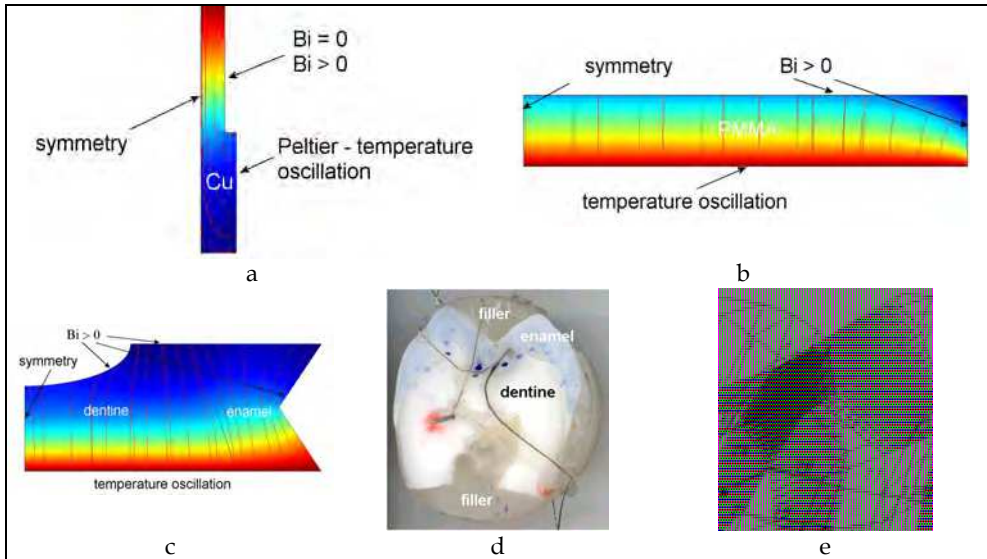 Bi = 0
Bi > 0
symmetry
Cu
Peltier - temperature
oscillation
a
symmetry
Bi > 0
PMMA
temperature oscillation
b
Bi > 0
symmetry
dentine
enamel
temperature oscillation
c
filler
enamel
dentine
filler
d
e